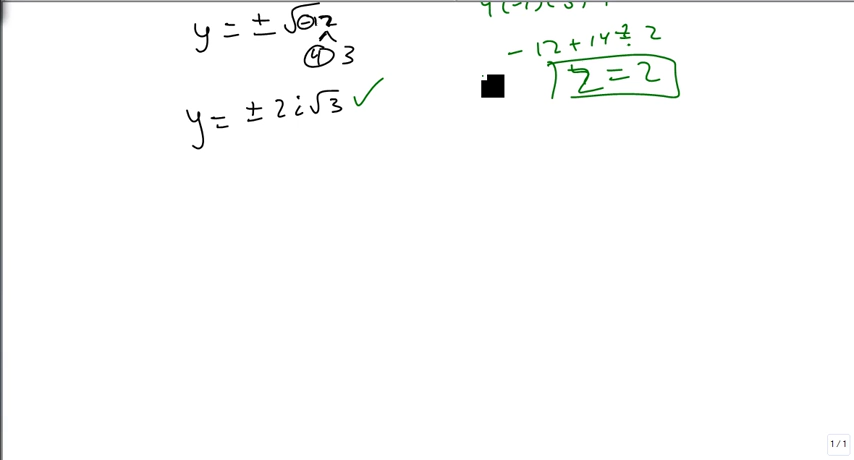 y = ± √-12
4 3
y = ± 2i√3 ✓
- 12 + 14 ≟ 2
2 = 2
1 / 1